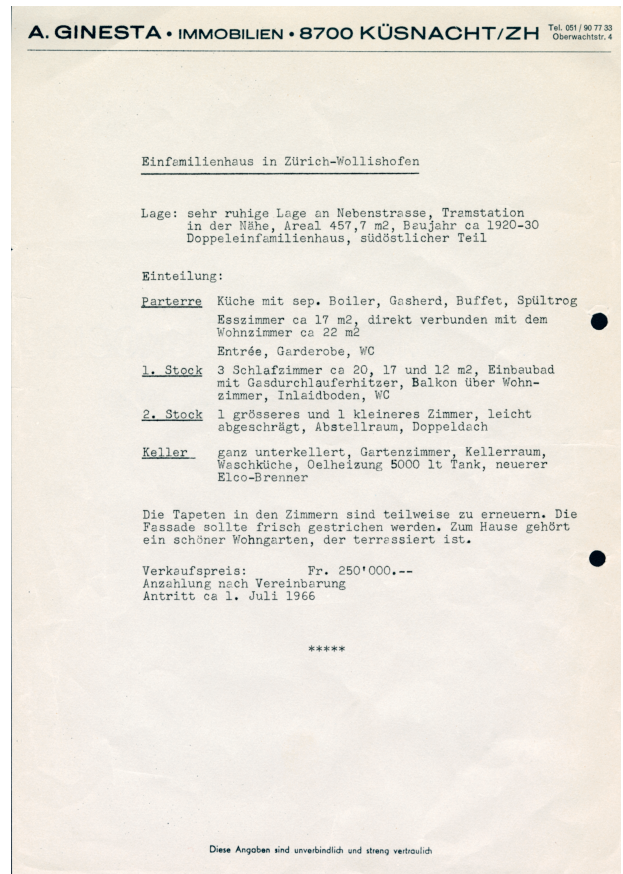 A. GINESTA • IMMOBILIEN • 8700 KÜSNACHT/ZH
Tel. 051 / 90 77 33
Oberwachtstr. 4
Einfamilienhaus in Zürich-Wollishofen
Lage: sehr ruhige Lage an Nebenstrasse, Tramstation
in der Nähe, Areal 457,7 m2, Baujahr ca 1920-30
Doppeleinfamilienhaus, südöstlicher Teil
Einteilung:
Parterre Küche mit sep. Boiler, Gasherd, Buffet, Spültrog
Esszimmer ca 17 m2, direkt verbunden mit dem
Wohnzimmer ca 22 m2
Entrée, Garderobe, WC
1. Stock 3 Schlafzimmer ca 20, 17 und 12 m2, Einbaubad
mit Gasdurchlauferhitzer, Balkon über Wohn-
zimmer, Inlaidboden, WC
2. Stock 1 grösseres und 1 kleineres Zimmer, leicht
abgeschrägt, Abstellraum, Doppeldach
Keller ganz unterkellert, Gartenzimmer, Kellerraum,
Waschküche, Oelheizung 5000 lt Tank, neuerer
Elco-Brenner
Die Tapeten in den Zimmern sind teilweise zu erneuern. Die
Fassade sollte frisch gestrichen werden. Zum Hause gehört
ein schöner Wohngarten, der terrassiert ist.
Verkaufspreis: Fr. 250'000.--
Anzahlung nach Vereinbarung
Antritt ca 1. Juli 1966
*****
Diese Angaben sind unverbindlich und streng vertraulich